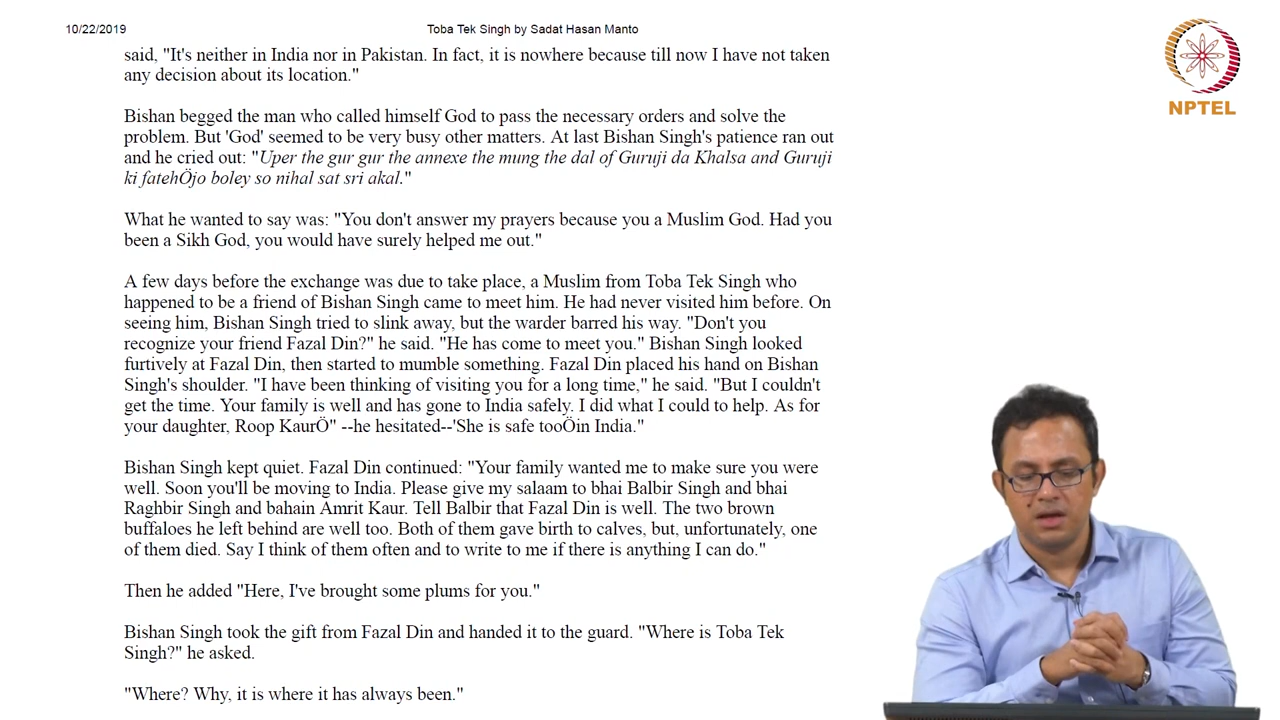 10/22/2019 Toba Tek Singh by Sadat Hasan Manto
said, "It's neither in India nor in Pakistan. In fact, it is nowhere because till now I have not taken
any decision about its location."
Bishan begged the man who called himself God to pass the necessary orders and solve the
problem. But 'God' seemed to be very busy other matters. At last Bishan Singh's patience ran out
and he cried out: "Uper the gur gur the annexe the mung the dal of Guruji da Khalsa and Guruji
ki fatehÖjo boley so nihal sat sri akal."
What he wanted to say was: "You don't answer my prayers because you a Muslim God. Had you
been a Sikh God, you would have surely helped me out."
A few days before the exchange was due to take place, a Muslim from Toba Tek Singh who
happened to be a friend of Bishan Singh came to meet him. He had never visited him before. On
seeing him, Bishan Singh tried to slink away, but the warder barred his way. "Don't you
recognize your friend Fazal Din?" he said. "He has come to meet you." Bishan Singh looked
furtively at Fazal Din, then started to mumble something. Fazal Din placed his hand on Bishan
Singh's shoulder. "I have been thinking of visiting you for a long time," he said. "But I couldn't
get the time. Your family is well and has gone to India safely. I did what I could to help. As for
your daughter, Roop KaurÖ" --he hesitated--'She is safe tooÖin India."
Bishan Singh kept quiet. Fazal Din continued: "Your family wanted me to make sure you were
well. Soon you'll be moving to India. Please give my salaam to bhai Balbir Singh and bhai
Raghbir Singh and bahain Amrit Kaur. Tell Balbir that Fazal Din is well. The two brown
buffaloes he left behind are well too. Both of them gave birth to calves, but, unfortunately, one
of them died. Say I think of them often and to write to me if there is anything I can do."
Then he added "Here, I've brought some plums for you."
Bishan Singh took the gift from Fazal Din and handed it to the guard. "Where is Toba Tek
Singh?" he asked.
"Where? Why, it is where it has always been."
NPTEL